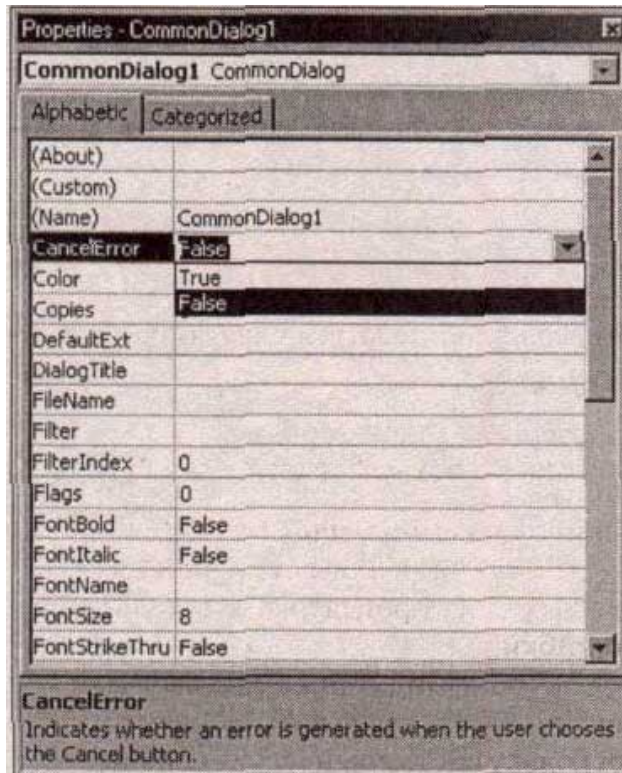 Properties - CommonDialog1
CommonDialog1 CommonDialog
Alphabetic Categorized
(About)
(Custom)
(Name) CommonDialog1
CancelError False
Color True
False
Copies
DefaultExt
DialogTitle
FileName
Filter
FilterIndex 0
Flags 0
FontBold False
FontItalic False
FontName
FontSize 8
FontStrikeThru False
CancelError
Indicates whether an error is generated when the user chooses
the Cancel button.